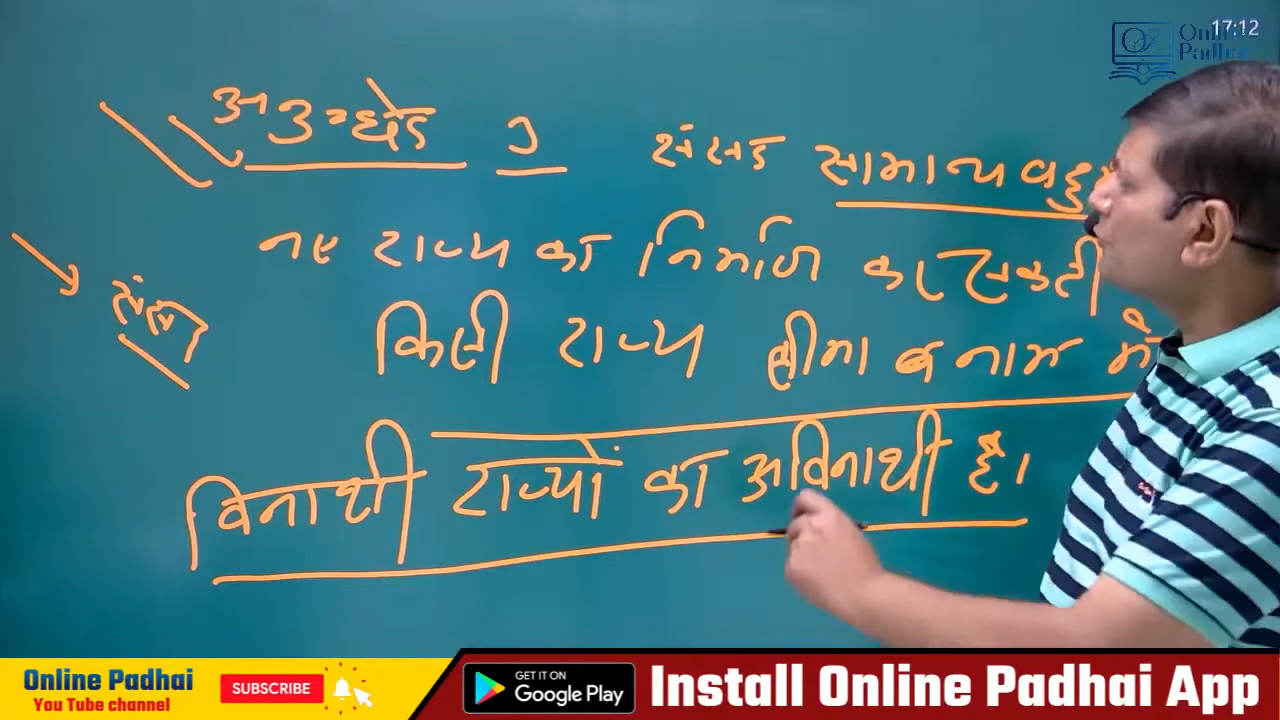 17:12
Online
Padhai
अनुच्छेद 3 संसद सामान्य बहु
नए राज्य का निर्माण कर सकती
किसी राज्य सीमा व नाम में
विनाशी राज्यों का अविनाशी है।
Online Padhai
You Tube channel
SUBSCRIBE
GET IT ON
Google Play
Install Online Padhai App